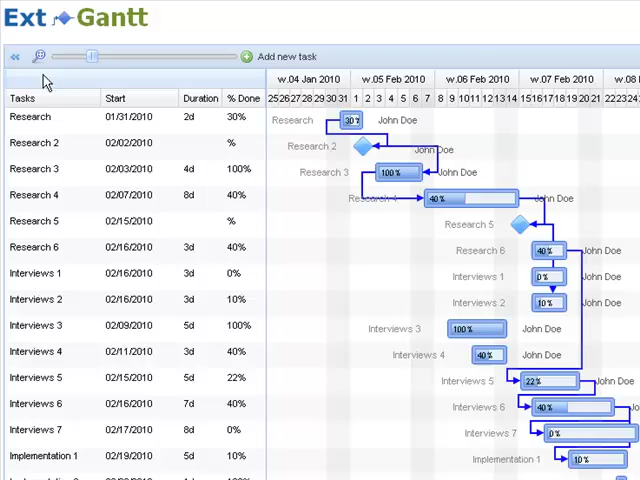 Ext Gantt
Add new task
w.04 Jan 2010 w.05 Feb 2010 w.06 Feb 2010 w.07 Feb 2010 w.08
Tasks Start Duration % Done 25 26 27 28 29 30 31 1 2 3 4 5 6 7 8 9 10 11 12 13 14 15 16 17 18 19 20 21 22 23 24
Research 01/31/2010 2d 30% Research 30% John Doe
Research 2 02/02/2010 % Research 2 John Doe
Research 3 02/03/2010 4d 100% Research 3 100% John Doe
Research 4 02/07/2010 8d 40% Research 4 40% John Doe
Research 5 02/15/2010 % Research 5
Research 6 02/16/2010 3d 40% Research 6 40% John Doe
Interviews 1 02/16/2010 3d 0% Interviews 1 0% John Doe
Interviews 2 02/16/2010 3d 10% Interviews 2 10% John Doe
Interviews 3 02/09/2010 5d 100% Interviews 3 100% John Doe
Interviews 4 02/11/2010 3d 40% Interviews 4 40% John Doe
Interviews 5 02/15/2010 5d 22% Interviews 5 22% John Doe
Interviews 6 02/16/2010 7d 40% Interviews 6 40%
Interviews 7 02/17/2010 8d 0% Interviews 7 0%
Implementation 1 02/19/2010 5d 10% Implementation 1 10%